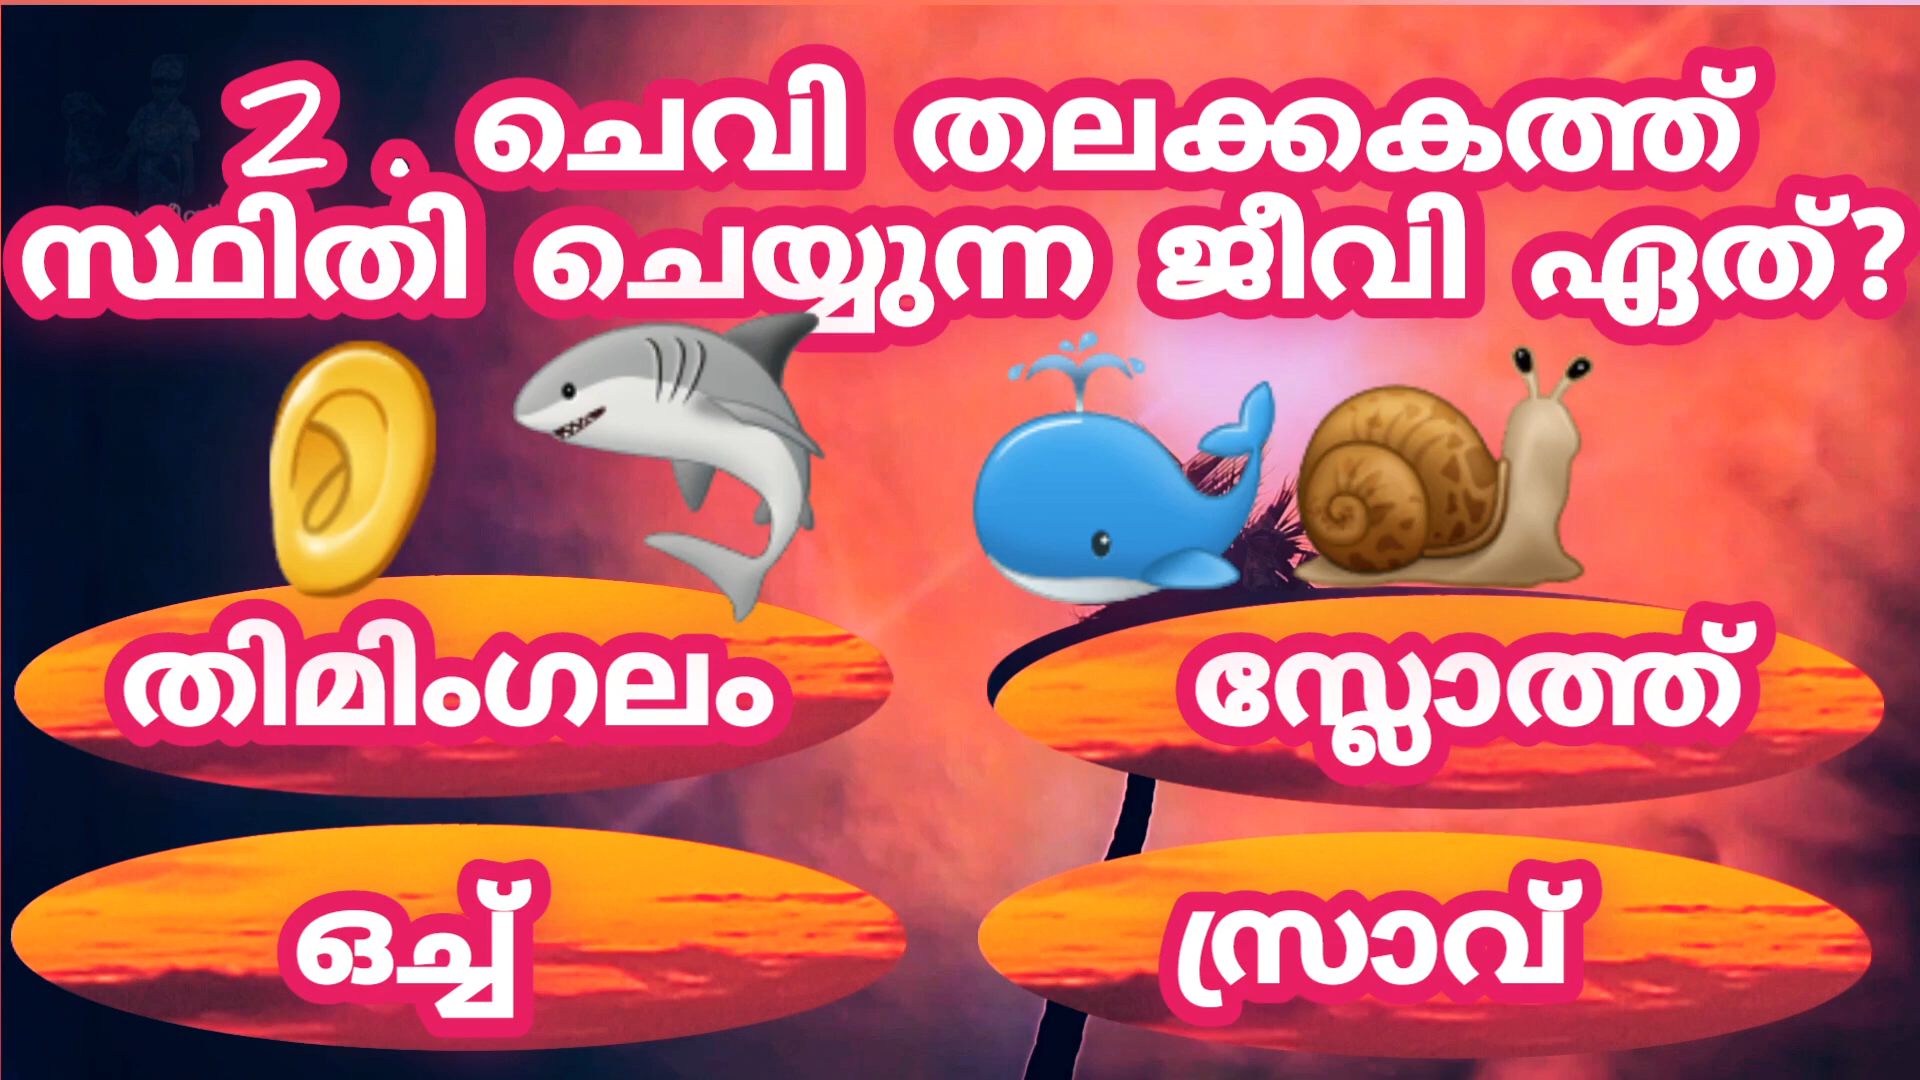 2 . ചെവി തലക്കകത്ത്
സ്ഥിതി ചെയ്യുന്ന ജീവി ഏത്?
തിമിംഗലം
സ്ലോത്ത്
ഒച്ച്
സ്രാവ്